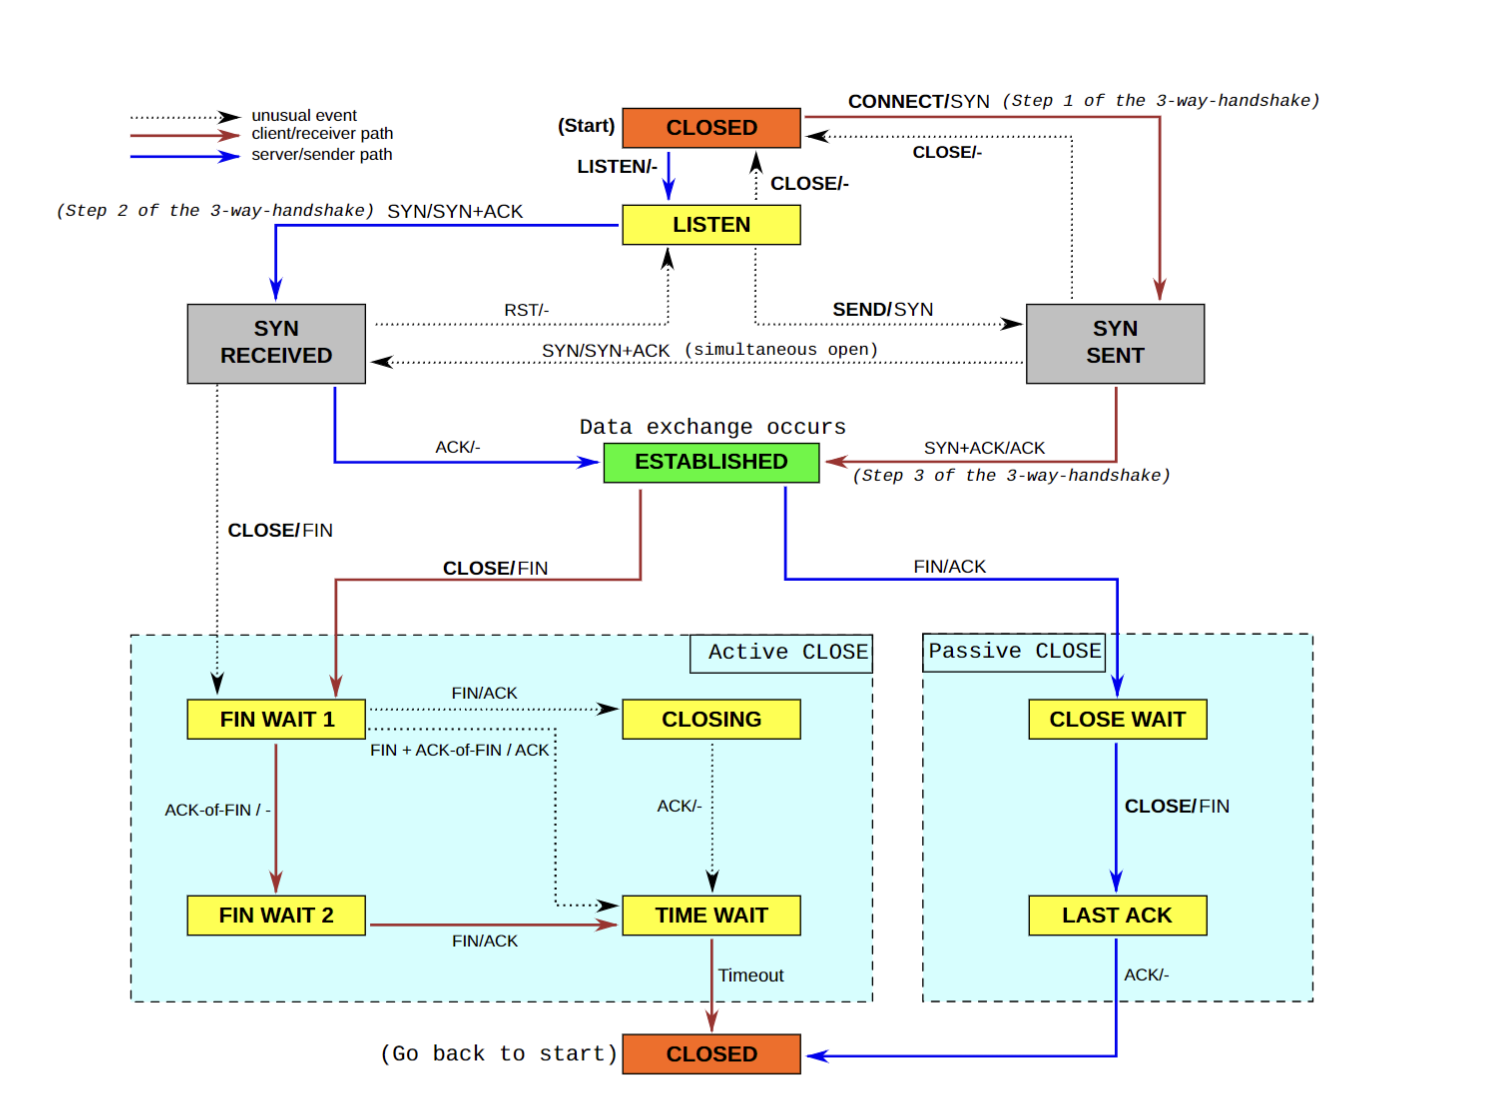 unusual event
client/receiver path
server/sender path
(Start)
CLOSED
CONNECT/SYN (Step 1 of the 3-way-handshake)
CLOSE/-
LISTEN/-
CLOSE/-
LISTEN
(Step 2 of the 3-way-handshake) SYN/SYN+ACK
SYN
RECEIVED
RST/-
SEND/SYN
SYN
SENT
SYN/SYN+ACK (simultaneous open)
Data exchange occurs
ESTABLISHED
ACK/-
SYN+ACK/ACK
(Step 3 of the 3-way-handshake)
CLOSE/FIN
CLOSE/FIN
FIN/ACK
Active CLOSE
Passive CLOSE
FIN WAIT 1
FIN/ACK
CLOSING
CLOSE WAIT
FIN + ACK-of-FIN / ACK
ACK-of-FIN / -
ACK/-
CLOSE/FIN
FIN WAIT 2
FIN/ACK
TIME WAIT
LAST ACK
Timeout
ACK/-
(Go back to start)
CLOSED